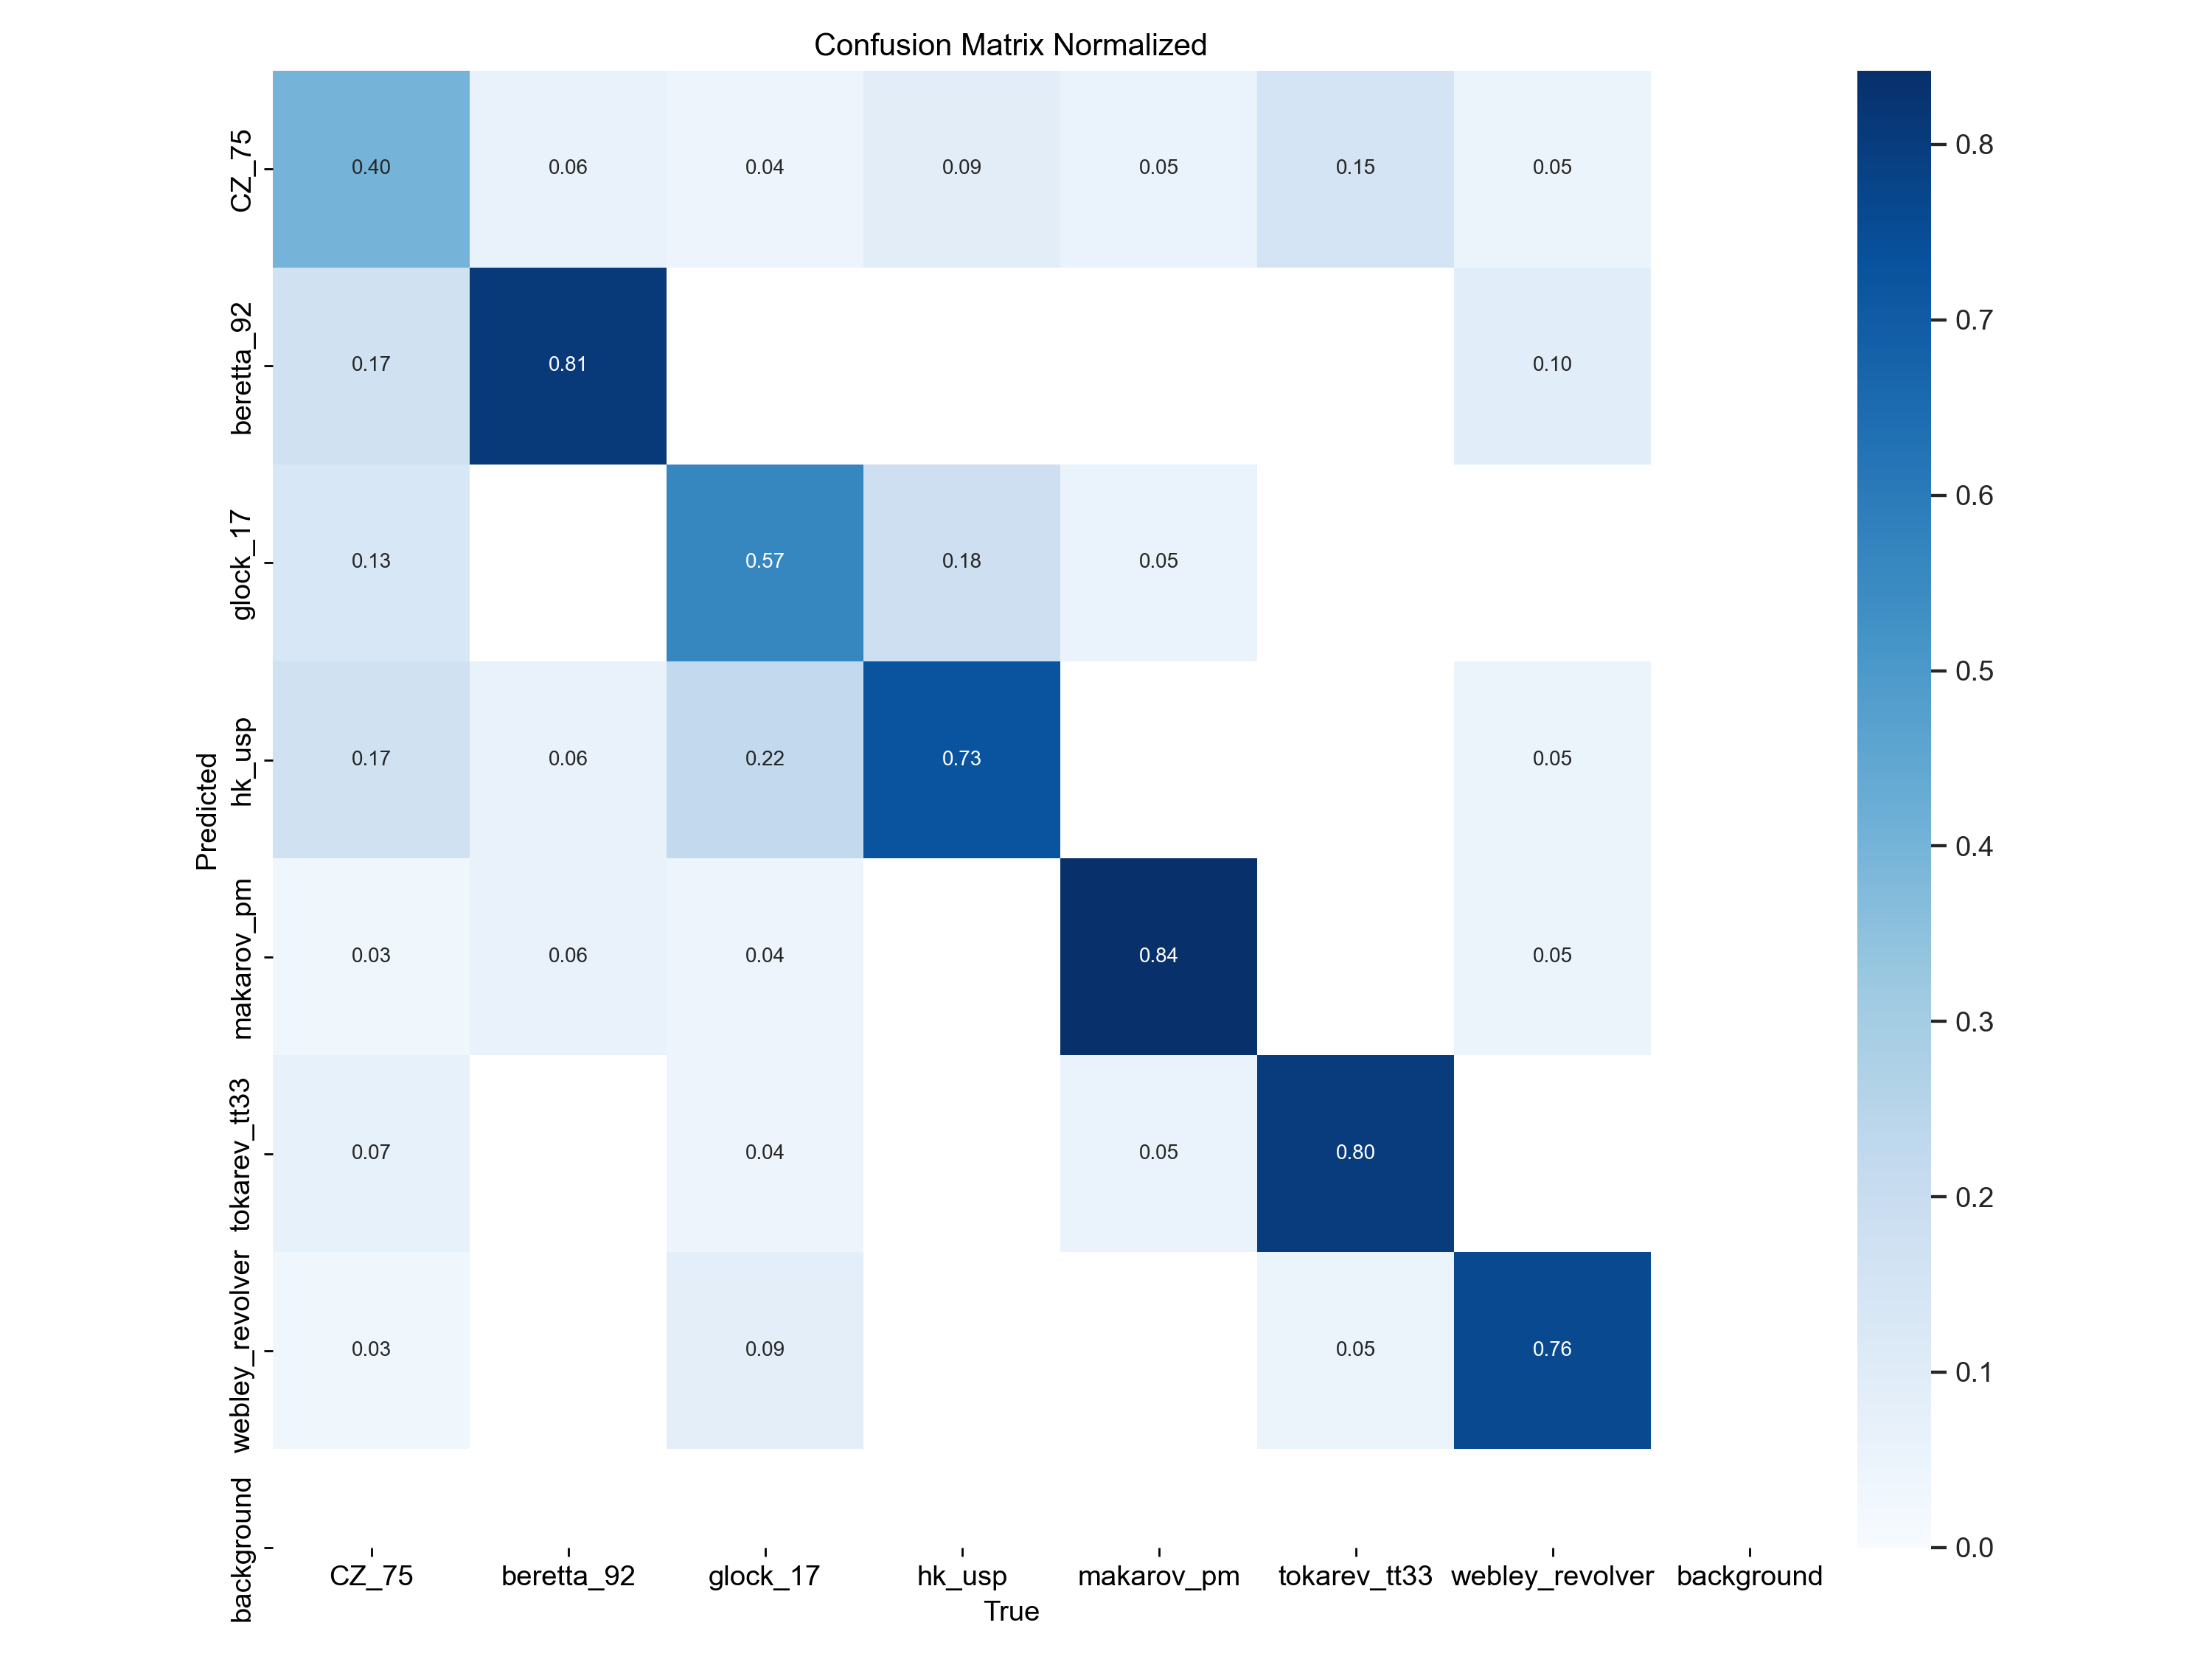 Confusion Matrix Normalized
CZ_75
0.40 0.06 0.04 0.09 0.05 0.15 0.05
beretta_92
0.17 0.81 0.10
glock_17
0.13 0.57 0.18 0.05
hk_usp
0.17 0.06 0.22 0.73 0.05
makarov_pm
0.03 0.06 0.04 0.84 0.05
tokarev_tt33
0.07 0.04 0.05 0.80
webley_revolver
0.03 0.09 0.05 0.76
background
Predicted
CZ_75 beretta_92 glock_17 hk_usp makarov_pm tokarev_tt33 webley_revolver background
True
0.8
0.7
0.6
0.5
0.4
0.3
0.2
0.1
0.0